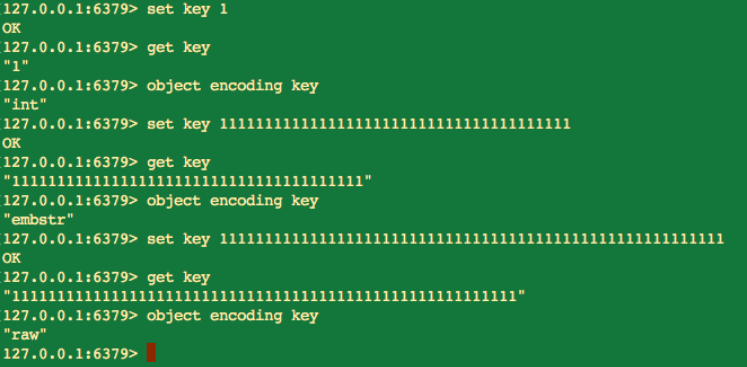 127.0.0.1:6379> set key 1
OK
127.0.0.1:6379> get key
"1"
127.0.0.1:6379> object encoding key
"int"
127.0.0.1:6379> set key 111111111111111111111111111111111111111
OK
127.0.0.1:6379> get key
"111111111111111111111111111111111111111"
127.0.0.1:6379> object encoding key
"embstr"
127.0.0.1:6379> set key 11111111111111111111111111111111111111111111111111111111
OK
127.0.0.1:6379> get key
"11111111111111111111111111111111111111111111111111111111"
127.0.0.1:6379> object encoding key
"raw"
127.0.0.1:6379>